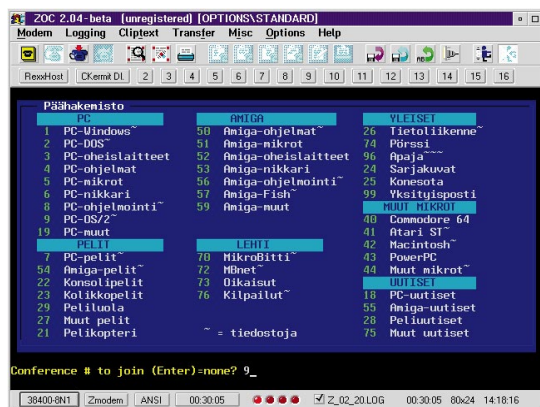 ZOC 2.04-beta (unregistered) [OPTIONS\STANDARD]
Modem Logging Cliptext Transfer Misc Options Help
RexxHost CKermit DL 2 3 4 5 6 7 8 9 10 11 12 13 14 15 16
Päähakemisto
PC AMIGA YLEISET
1 PC-Windows~ 50 Amiga-ohjelmat~ 26 Tietoliikenne~
2 PC-DOS~ 51 Amiga-mikrot 74 Pörssi
3 PC-oheislaitteet 52 Amiga-oheislaitteet 96 Apaja~~~
4 PC-ohjelmat 53 Amiga-nikkari 24 Sarjakuvat
5 PC-mikrot 56 Amiga-ohjelmointi~ 25 Konesota
6 PC-nikkari 57 Amiga-Fish~ 99 Yksityisposti
8 PC-ohjelmointi~ 59 Amiga-muut MUUT MIKROT
9 PC-OS/2~ 40 Commodore 64
19 PC-muut 41 Atari ST~
PELIT LEHTI 42 Macintosh~
7 PC-pelit~ 70 MikroBitti~ 43 PowerPC
54 Amiga-pelit~ 72 MBnet~ 44 Muut mikrot~
22 Konsolipelit 73 Oikaisut UUTISET
23 Kolikkopelit 76 Kilpailut~ 18 PC-uutiset
29 Peliluola 55 Amiga-uutiset
27 Muut pelit 28 Peliuutiset
21 Pelikopteri ~ = tiedostoja 75 Muut uutiset
Conference # to join (Enter)=none? 9_
38400-8N1 Zmodem ANSI 00:30:05 Z_02_20.LOG 00:30:05 80x24 14:18:16